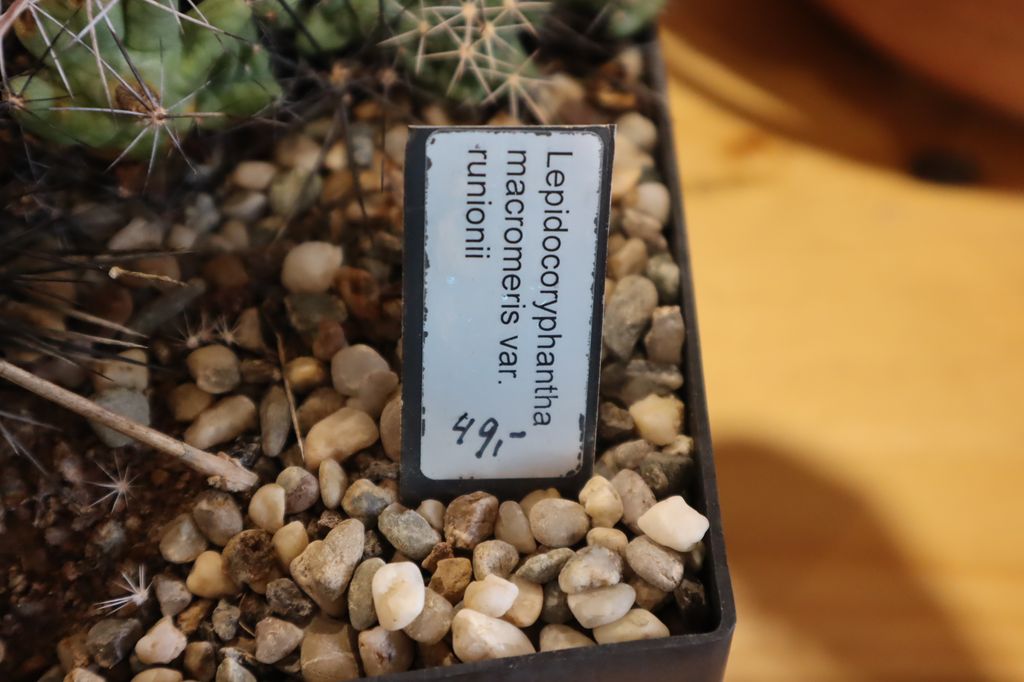 Lepidocoryphantha
macromeris var.
runionii
49,-